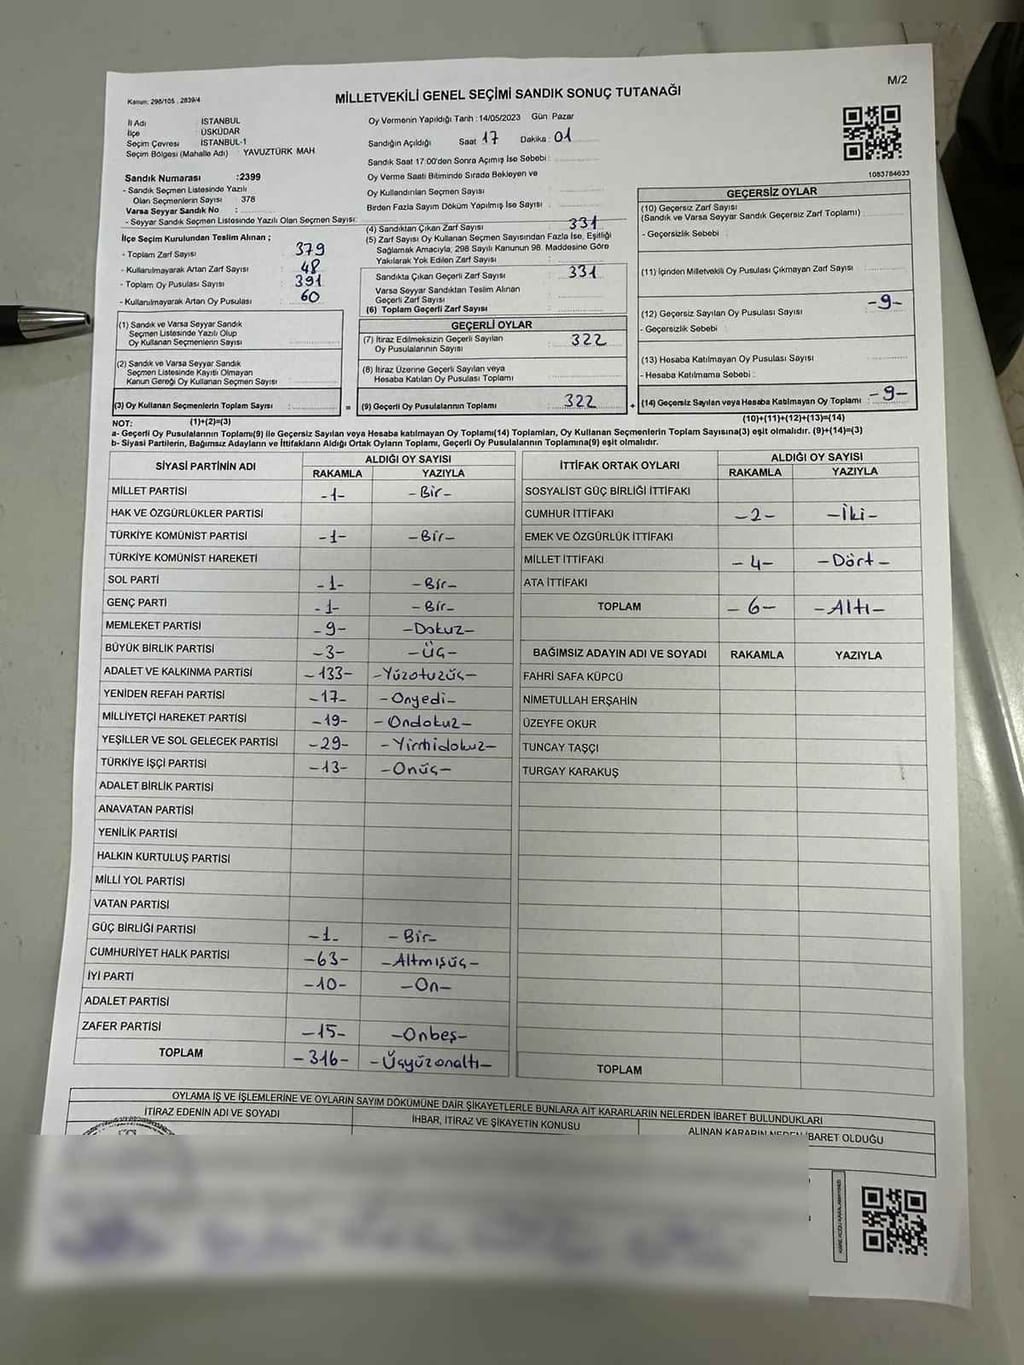 Kanun: 298/105 , 2839/4
MİLLETVEKİLİ GENEL SEÇİMİ SANDIK SONUÇ TUTANAĞI
M/2
İl Adı : İSTANBUL
İlçe : ÜSKÜDAR
Seçim Çevresi : İSTANBUL-1
Seçim Bölgesi (Mahalle Adı) : YAVUZTÜRK MAH.
Oy Vermenin Yapıldığı Tarih : 14/05/2023 Gün Pazar
Sandığın Açıldığı Saat 17 Dakika : 01
Sandık Saat 17:00'den Sonra Açımış İse Sebebi :
Oy Verme Saati Bitiminde Sırada Bekleyen ve
Oy Kullandırılan Seçmen Sayısı :
Birden Fazla Sayım Döküm Yapılmış İse Sayısı :
1083784633
Sandık Numarası :2399
- Sandık Seçmen Listesinde Yazılı
Olan Seçmenlerin Sayısı : 378
Varsa Seyyar Sandık No :
- Seyyar Sandık Seçmen Listesinde Yazılı Olan Seçmen Sayısı:
İlçe Seçim Kurulundan Teslim Alınan ;
- Toplam Zarf Sayısı : 379
- Kullanılmayarak Artan Zarf Sayısı : 48
- Toplam Oy Pusulası Sayısı : 391
- Kullanılmayarak Artan Oy Pusulası : 60
(1) Sandık ve Varsa Seyyar Sandık
Seçmen Listesinde Yazılı Olup
Oy Kullanan Seçmenlerin Sayısı :
(2) Sandık ve Varsa Seyyar Sandık
Seçmen Listesinde Kayıtlı Olmayan
Kanun Gereği Oy Kullanan Seçmen Sayısı :
(3) Oy Kullanan Seçmenlerin Toplam Sayısı :
(4) Sandıktan Çıkan Zarf Sayısı : 331
(5) Zarf Sayısı Oy Kullanan Seçmen Sayısından Fazla İse, Eşitliği
Sağlamak Amacıyla, 298 Sayılı Kanunun 98. Maddesine Göre
Yakılarak Yok Edilen Zarf Sayısı :
Sandıkta Çıkan Geçerli Zarf Sayısı : 331
Varsa Seyyar Sandıktan Teslim Alınan
Geçerli Zarf Sayısı :
(6) Toplam Geçerli Zarf Sayısı :
GEÇERLİ OYLAR
(7) İtiraz Edilmeksizin Geçerli Sayılan
Oy Pusulalarının Sayısı : 322
(8) İtiraz Üzerine Geçerli Sayılan veya
Hesaba Katılan Oy Pusulası Toplamı :
= (9) Geçerli Oy Pusulalarının Toplamı : 322 +
GEÇERSİZ OYLAR
(10) Geçersiz Zarf Sayısı
(Sandık ve Varsa Seyyar Sandık Geçersiz Zarf Toplamı) :
- Geçersizlik Sebebi :
(11) İçinden Milletvekili Oy Pusulası Çıkmayan Zarf Sayısı :
(12) Geçersiz Sayılan Oy Pusulası Sayısı : -9-
- Geçersizlik Sebebi :
(13) Hesaba Katılmayan Oy Pusulası Sayısı :
- Hesaba Katılmama Sebebi :
(14) Geçersiz Sayılan veya Hesaba Katılmayan Oy Toplamı : -9-
NOT: (1)+(2)=(3) (10)+(11)+(12)+(13)=(14)
a- Geçerli Oy Pusulalarının Toplamı(9) ile Geçersiz Sayılan veya Hesaba katılmayan Oy Toplamı(14) Toplamları, Oy Kullanan Seçmenlerin Toplam Sayısına(3) eşit olmalıdır. (9)+(14)=(3)
b- Siyasi Partilerin, Bağımsız Adayların ve İttifakların Aldığı Ortak Oyların Toplamı, Geçerli Oy Pusulalarının Toplamına(9) eşit olmalıdır.
SİYASİ PARTİNİN ADI ALDIĞI OY SAYISI
RAKAMLA YAZIYLA
MİLLET PARTİSİ -1- -Bir-
HAK VE ÖZGÜRLÜKLER PARTİSİ
TÜRKİYE KOMÜNİST PARTİSİ -1- -Bir-
TÜRKİYE KOMÜNİST HAREKETİ
SOL PARTİ -1- -Bir-
GENÇ PARTİ -1- -Bir-
MEMLEKET PARTİSİ -9- -Dokuz-
BÜYÜK BİRLİK PARTİSİ -3- -Üç-
ADALET VE KALKINMA PARTİSİ -133- -Yüzotuzüç-
YENİDEN REFAH PARTİSİ -17- -Onyedi-
MİLLİYETÇİ HAREKET PARTİSİ -19- -Ondokuz-
YEŞİLLER VE SOL GELECEK PARTİSİ -29- -Yirmidokuz-
TÜRKİYE İŞÇİ PARTİSİ -13- -Onüç-
ADALET BİRLİK PARTİSİ
ANAVATAN PARTİSİ
YENİLİK PARTİSİ
HALKIN KURTULUŞ PARTİSİ
MİLLİ YOL PARTİSİ
VATAN PARTİSİ
GÜÇ BİRLİĞİ PARTİSİ -1- -Bir-
CUMHURİYET HALK PARTİSİ -63- -Altmışüç-
İYİ PARTİ -10- -On-
ADALET PARTİSİ
ZAFER PARTİSİ -15- -Onbeş-
TOPLAM -316- -Üçyüzonaltı-
İTTİFAK ORTAK OYLARI ALDIĞI OY SAYISI
RAKAMLA YAZIYLA
SOSYALİST GÜÇ BİRLİĞİ İTTİFAKI
CUMHUR İTTİFAKI -2- -İki-
EMEK VE ÖZGÜRLÜK İTTİFAKI
MİLLET İTTİFAKI -4- -Dört-
ATA İTTİFAKI
TOPLAM -6- -Altı-
BAĞIMSIZ ADAYIN ADI VE SOYADI RAKAMLA YAZIYLA
FAHRİ SAFA KÜPCÜ
NİMETULLAH ERŞAHİN
ÜZEYFE OKUR
TUNCAY TAŞÇI
TURGAY KARAKUŞ
TOPLAM
OYLAMA İŞ VE İŞLEMLERİNE VE OYLARIN SAYIM DÖKÜMÜNE DAİR ŞİKAYETLERLE BUNLARA AİT KARARLARIN NELERDEN İBARET BULUNDUKLARI
İTİRAZ EDENİN ADI VE SOYADI İHBAR, İTİRAZ VE ŞİKAYETİN KONUSU ALINAN KARARIN NEDEN İBARET OLDUĞU